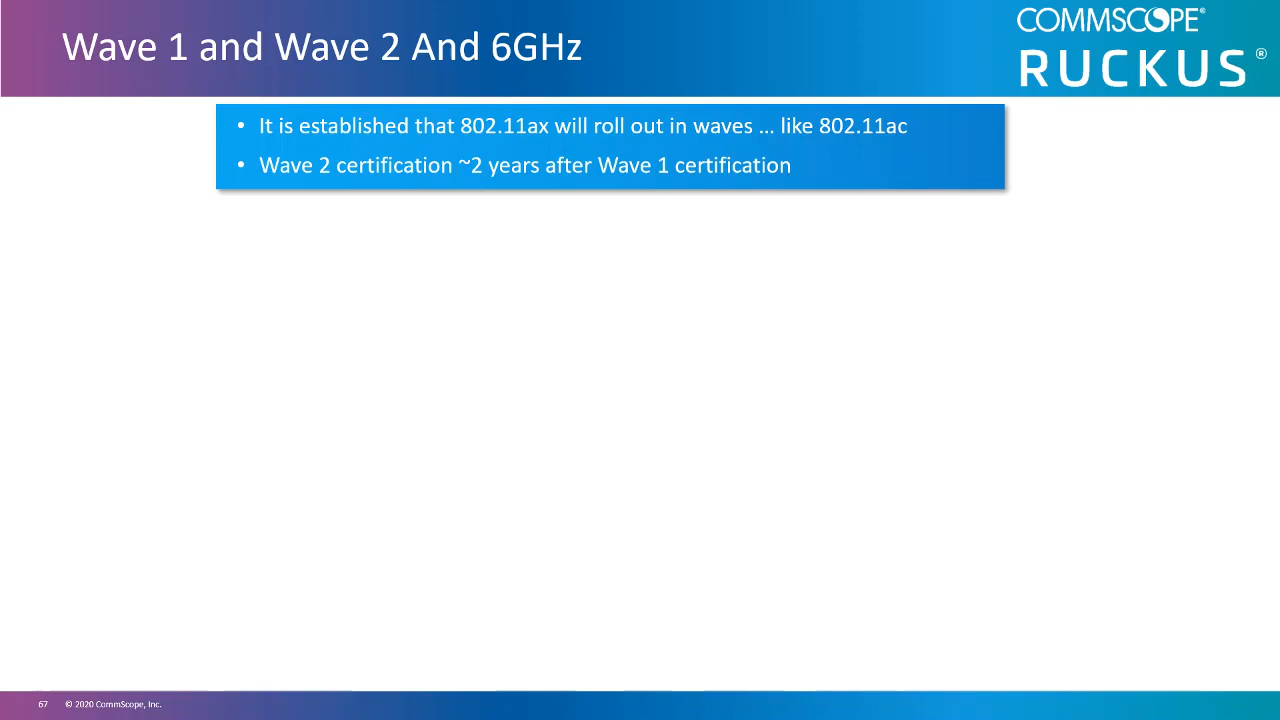 Wave 1 and Wave 2 And 6GHz
COMMSCOPE®
RUCKUS®
• It is established that 802.11ax will roll out in waves ... like 802.11ac
• Wave 2 certification ~2 years after Wave 1 certification
67 © 2020 CommScope, Inc.